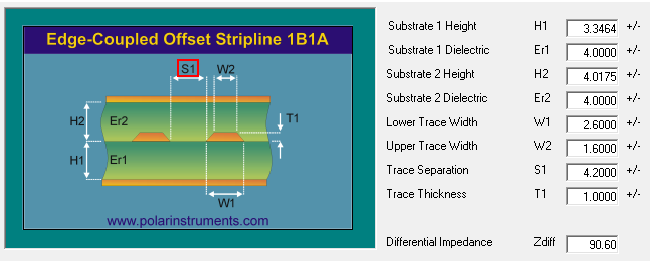 Edge-Coupled Offset Stripline 1B1A
S1 W2
H2 Er2 T1
H1 Er1
W1
www.polarinstruments.com
Substrate 1 Height H1 3.3464 +/-
Substrate 1 Dielectric Er1 4.0000 +/-
Substrate 2 Height H2 4.0175 +/-
Substrate 2 Dielectric Er2 4.0000 +/-
Lower Trace Width W1 2.6000 +/-
Upper Trace Width W2 1.6000 +/-
Trace Separation S1 4.2000 +/-
Trace Thickness T1 1.0000 +/-
Differential Impedance Zdiff 90.60